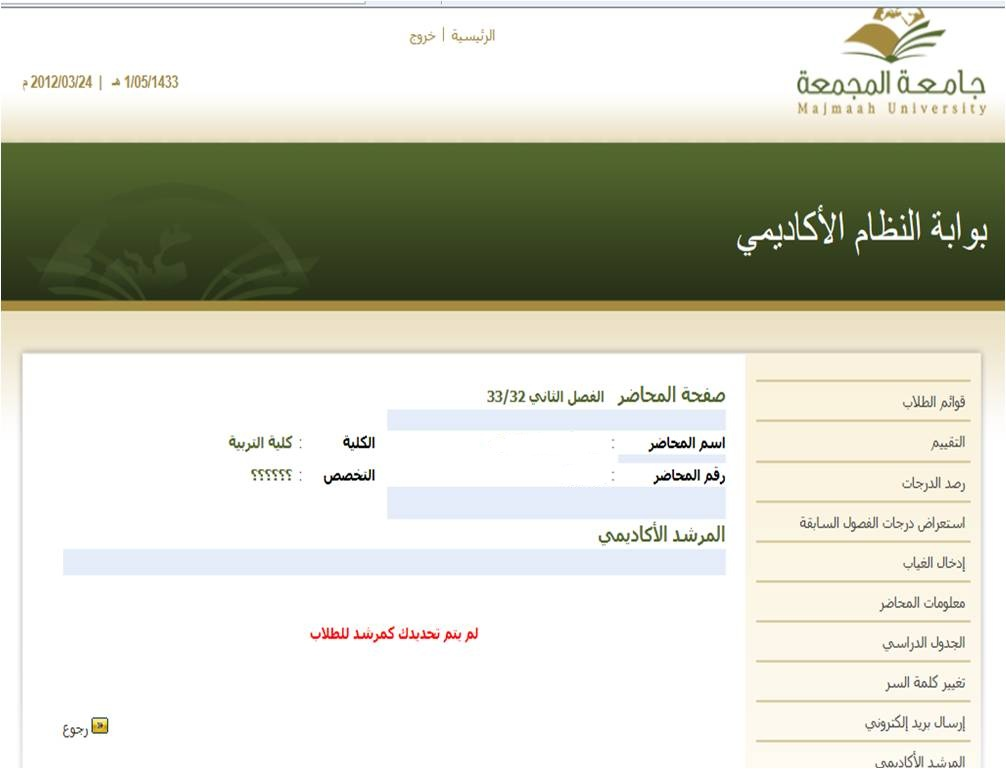 الرئيسية | خروج
جامعة المجمعة
Majmaah University
1/05/1433 هـ | 2012/03/24 م
بوابة النظام الأكاديمي
قوائم الطلاب
التقييم
رصد الدرجات
استعراض درجات الفصول السابقة
إدخال الغياب
معلومات المحاضر
الجدول الدراسي
تغيير كلمة السر
إرسال بريد إلكتروني
المرشد الأكاديمي
صفحة المحاضر الفصل الثاني 33/32
اسم المحاضر : الكلية : كلية التربية
رقم المحاضر : التخصص : ؟؟؟؟؟؟
المرشد الأكاديمي
لم يتم تحديدك كمرشد للطلاب
رجوع